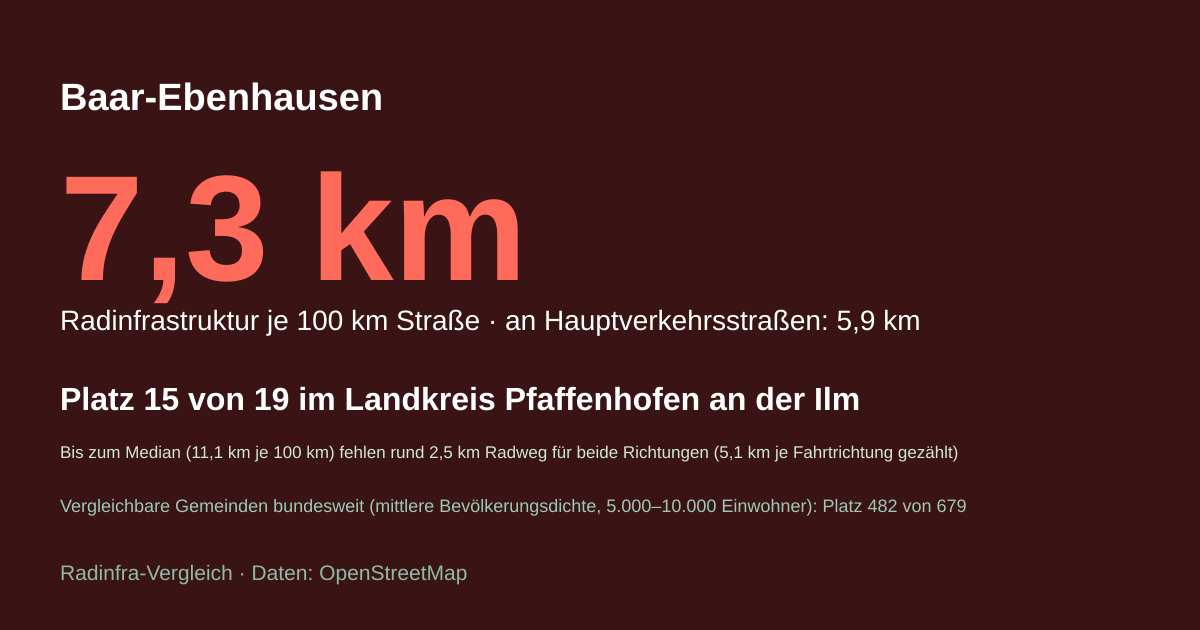 Baar-Ebenhausen
7,3 km
Radinfrastruktur je 100 km Straße · an Hauptverkehrsstraßen: 5,9 km
Platz 15 von 19 im Landkreis Pfaffenhofen an der Ilm
Bis zum Median (11,1 km je 100 km) fehlen rund 2,5 km Radweg für beide Richtungen (5,1 km je Fahrtrichtung gezählt)
Vergleichbare Gemeinden bundesweit (mittlere Bevölkerungsdichte, 5.000–10.000 Einwohner): Platz 482 von 679
Radinfra-Vergleich · Daten: OpenStreetMap